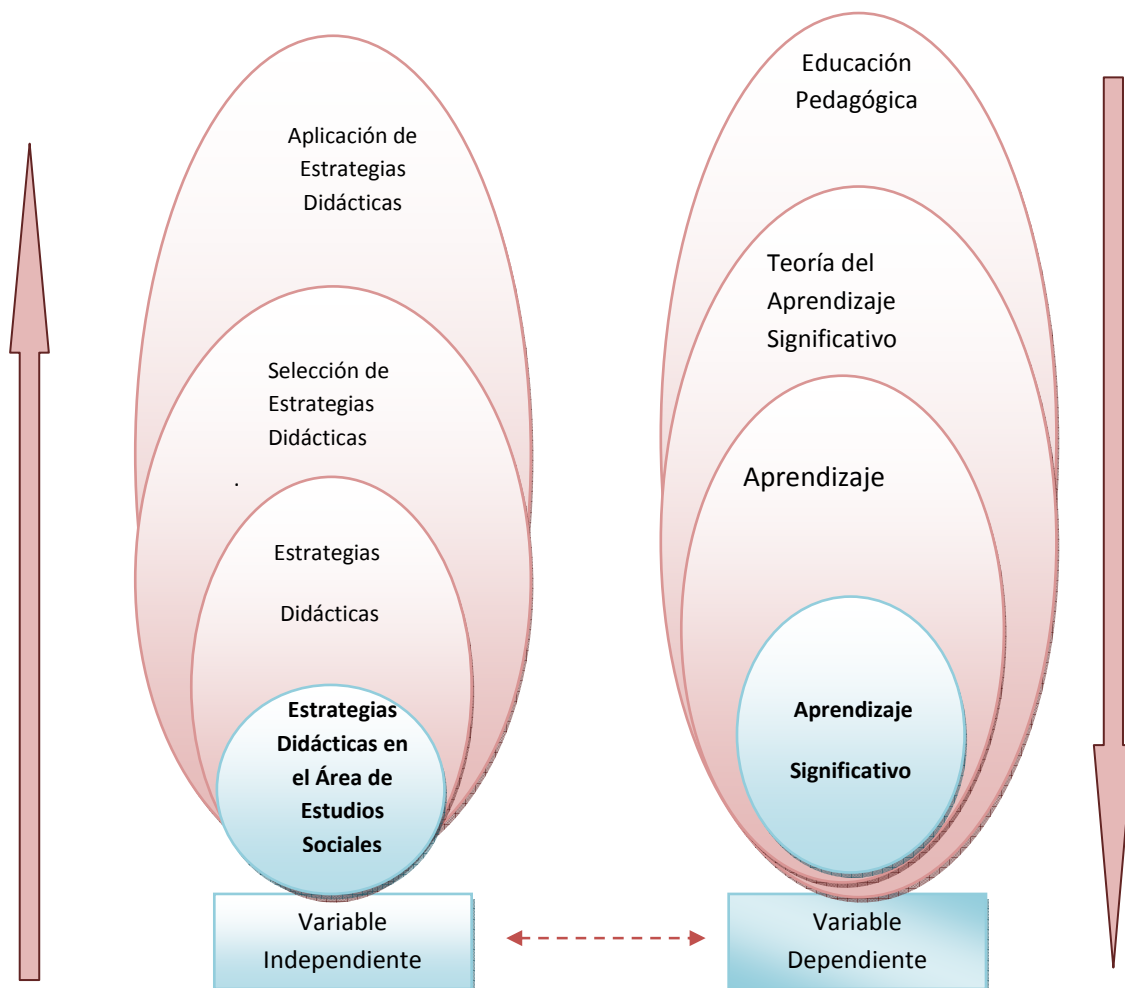 Aplicación de
Estrategias
Didácticas
Selección de
Estrategias
Didácticas
.
Estrategias
Didácticas
Estrategias
Didácticas en
el Área de
Estudios
Sociales
Variable
Independiente
Educación
Pedagógica
Teoría del
Aprendizaje
Significativo
Aprendizaje
Aprendizaje
Significativo
Variable
Dependiente